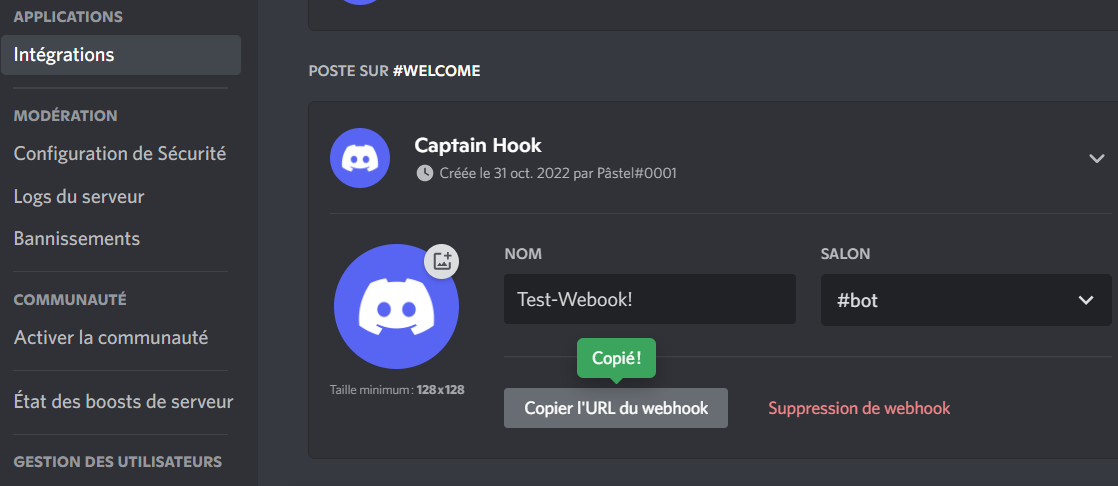 APPLICATIONS
Intégrations
MODÉRATION
Configuration de Sécurité
Logs du serveur
Bannissements
COMMUNAUTÉ
Activer la communauté
État des boosts de serveur
GESTION DES UTILISATEURS
POSTE SUR #WELCOME
Captain Hook
Créée le 31 oct. 2022 par Pâstel#0001
Taille minimum : 128x128
NOM
Test-Webook!
SALON
#bot
Copié !
Copier l'URL du webhook
Suppression de webhook